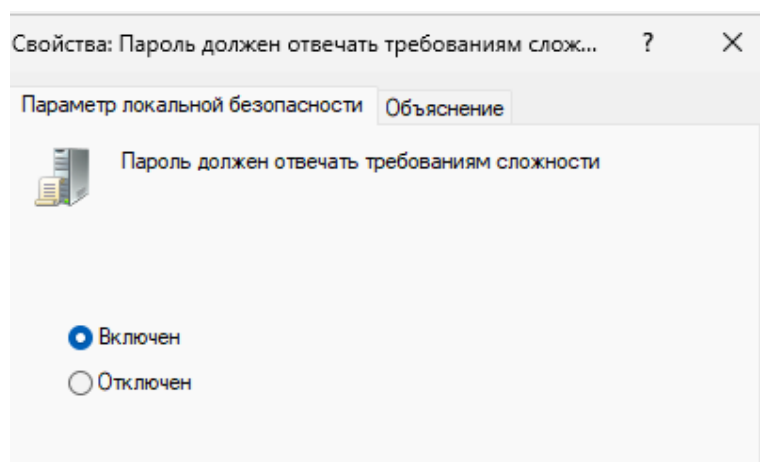 Свойства: Пароль должен отвечать требованиям слож... ? ×
Параметр локальной безопасности Объяснение
Пароль должен отвечать требованиям сложности
Включен
Отключен